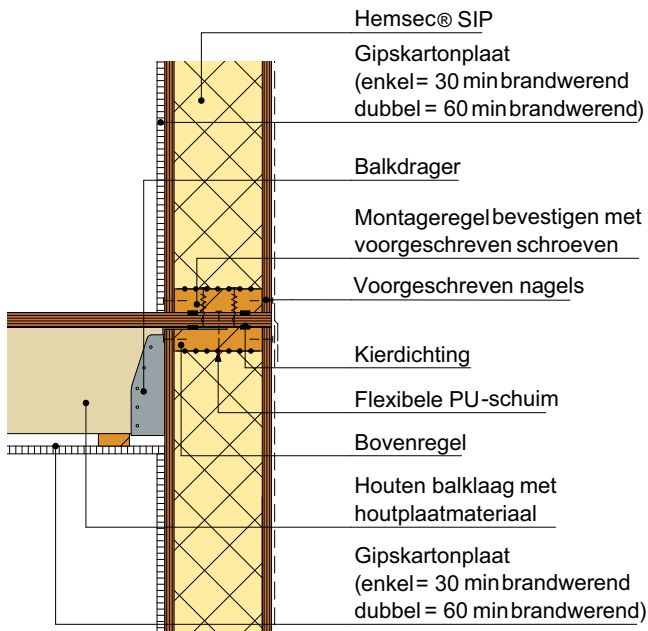 Hemsec® SIP
Gipskartonplaat
(enkel = 30 min brandwerend
dubbel = 60 min brandwerend)
Balkdrager
Montageregel bevestigen met
voorgeschreven schroeven
Voorgeschreven nagels
Kierdichting
Flexibele PU-schuim
Bovenregel
Houten balklaag met
houtplaatmateriaal
Gipskartonplaat
(enkel = 30 min brandwerend
dubbel = 60 min brandwerend)